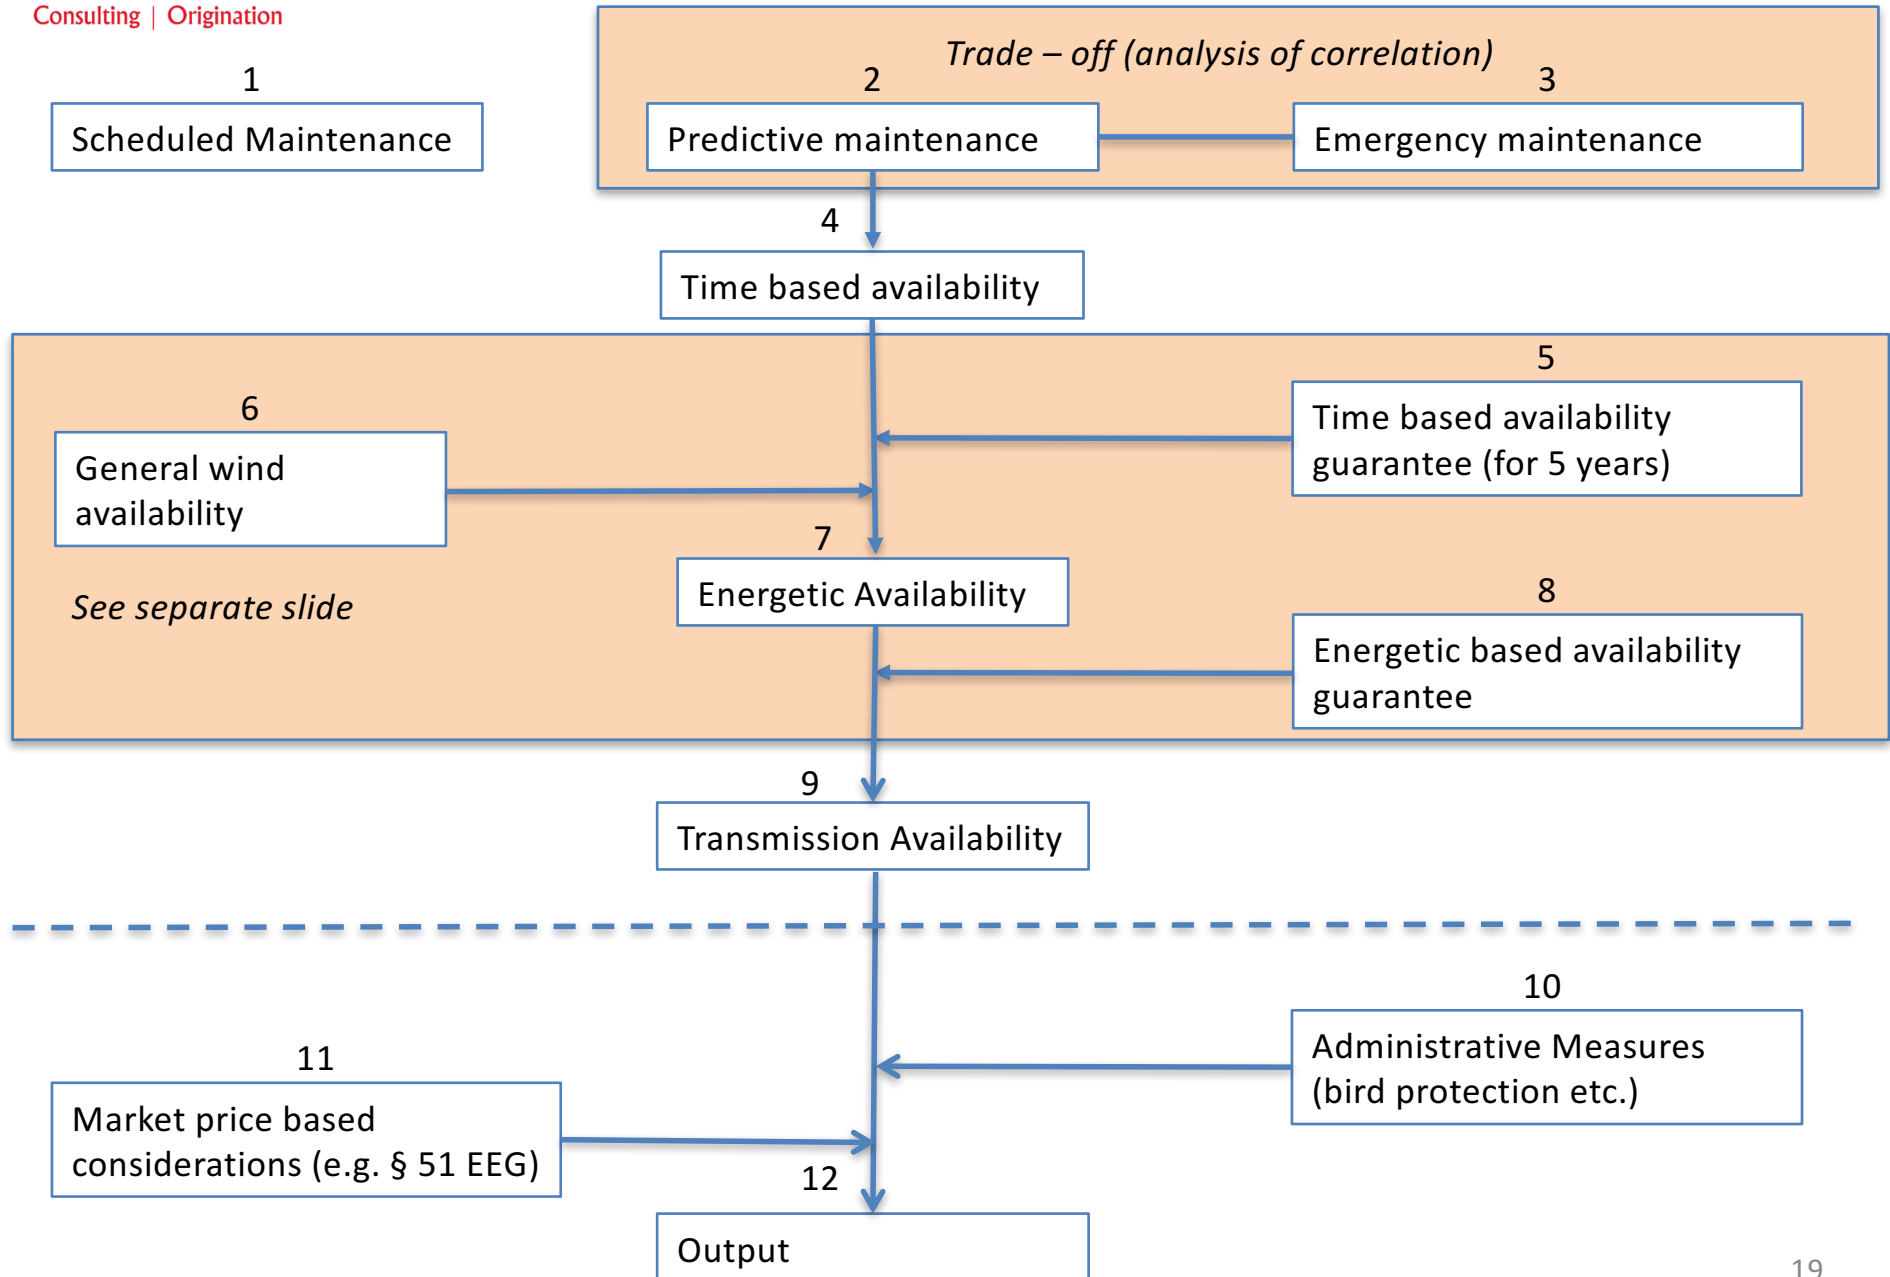 Consulting | Origination
Trade – off (analysis of correlation)
1
2
3
Scheduled Maintenance
Predictive maintenance
Emergency maintenance
4
Time based availability
5
Time based availability
guarantee (for 5 years)
6
General wind
availability
7
Energetic Availability
See separate slide
8
Energetic based availability
guarantee
9
Transmission Availability
10
Administrative Measures
(bird protection etc.)
11
Market price based
considerations (e.g. § 51 EEG)
12
Output
19